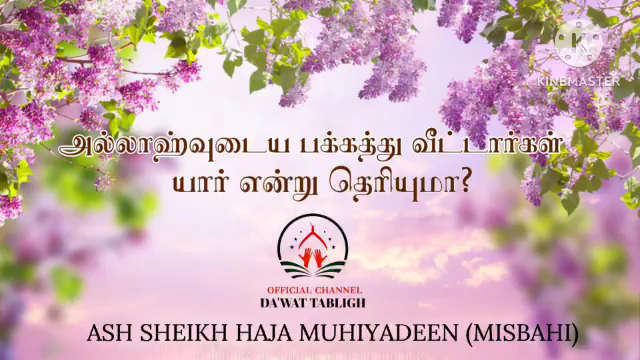 KINEMASTER
அல்லாஹ்வுடைய பக்கத்து வீட்டார்கள்
யார் என்று தெரியுமா?
OFFICIAL CHANNEL
DA'WAT TABLIGH
ASH SHEIKH HAJA MUHIYADEEN (MISBAHI)